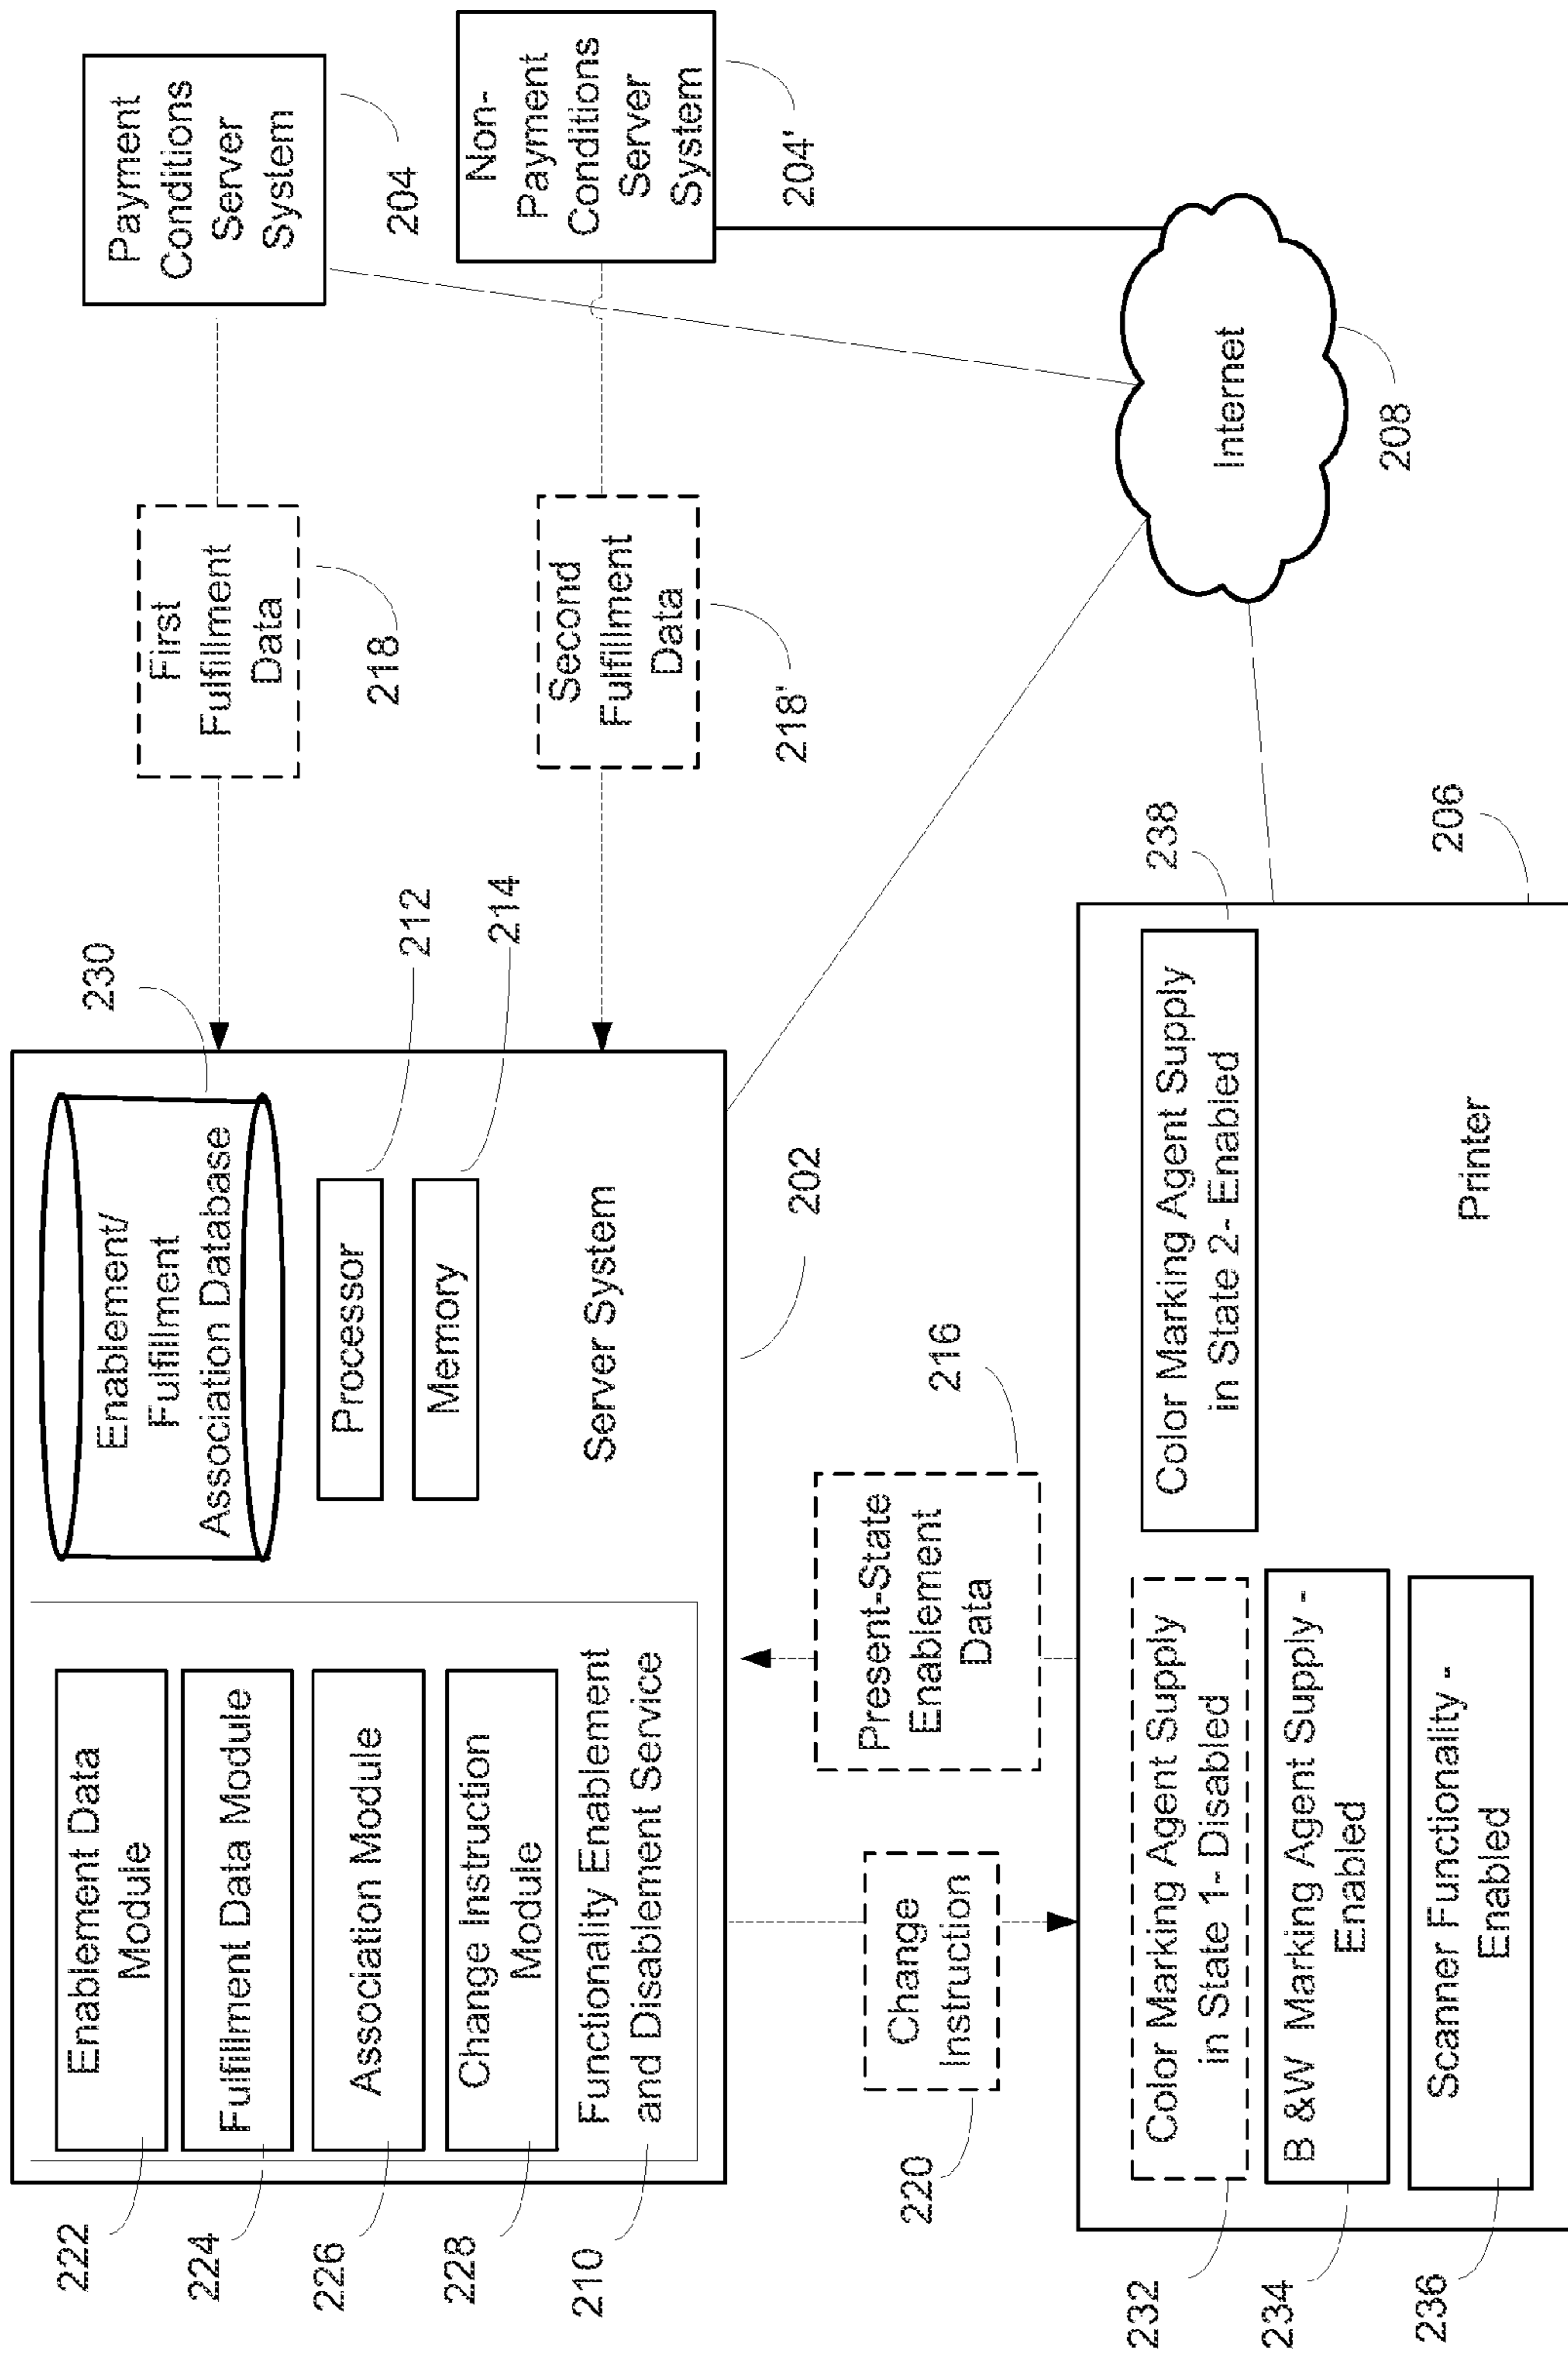 222
Enablement Data
Module
224
Fulfillment Data Module
226
Association Module
228
Change Instruction
Module
210
Functionality Enablement
and Disablement Service
Enablement/
Fulfillment
Association Database
230
Processor
212
Memory
214
Server System
202
First
Fulfillment
Data
218
Second
Fulfillment
Data
218'
Payment
Conditions
Server
System
204
Non-
Payment
Conditions
Server
System
204'
220
Change
Instruction
Present-State
Enablement
Data
216
Internet
208
232
Color Marking Agent Supply
in State 1- Disabled
234
B &W Marking Agent Supply -
Enabled
236
Scanner Functionality -
Enabled
Color Marking Agent Supply
in State 2- Enabled
238
Printer
206